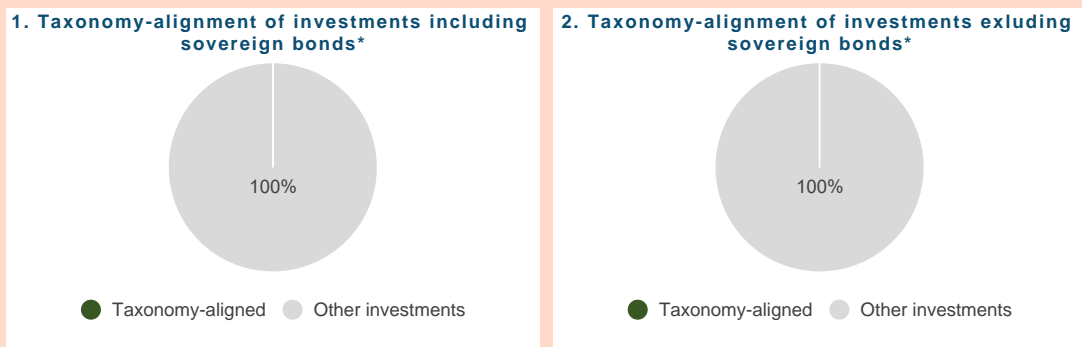 1. Taxonomy-alignment of investments including
sovereign bonds*
100%
Taxonomy-aligned Other investments
2. Taxonomy-alignment of investments exluding
sovereign bonds*
100%
Taxonomy-aligned Other investments